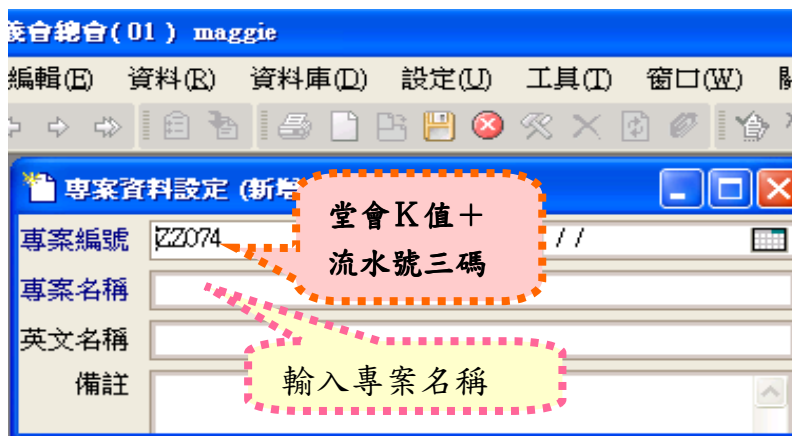 義會總會(01 ) maggie
編輯(E) 資料(R) 資料庫(D) 設定(U) 工具(T) 窗口(W)
專案資料設定 (新增
堂會K值＋
流水號三碼
專案編號 ZZ074 / /
專案名稱
英文名稱
備註 輸入專案名稱